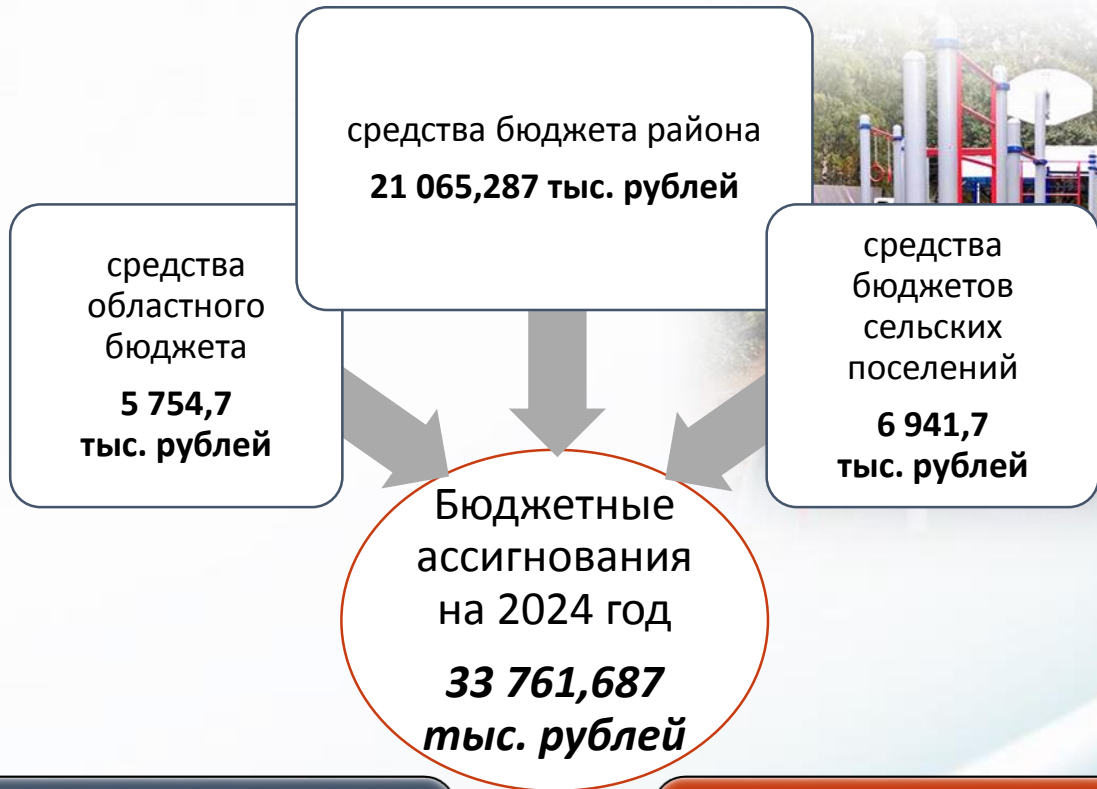 средства бюджета района
21 065,287 тыс. рублей
средства
областного
бюджета
5 754,7
тыс. рублей
средства
бюджетов
сельских
поселений
6 941,7
тыс. рублей
Бюджетные
ассигнования
на 2024 год
33 761,687
тыс. рублей